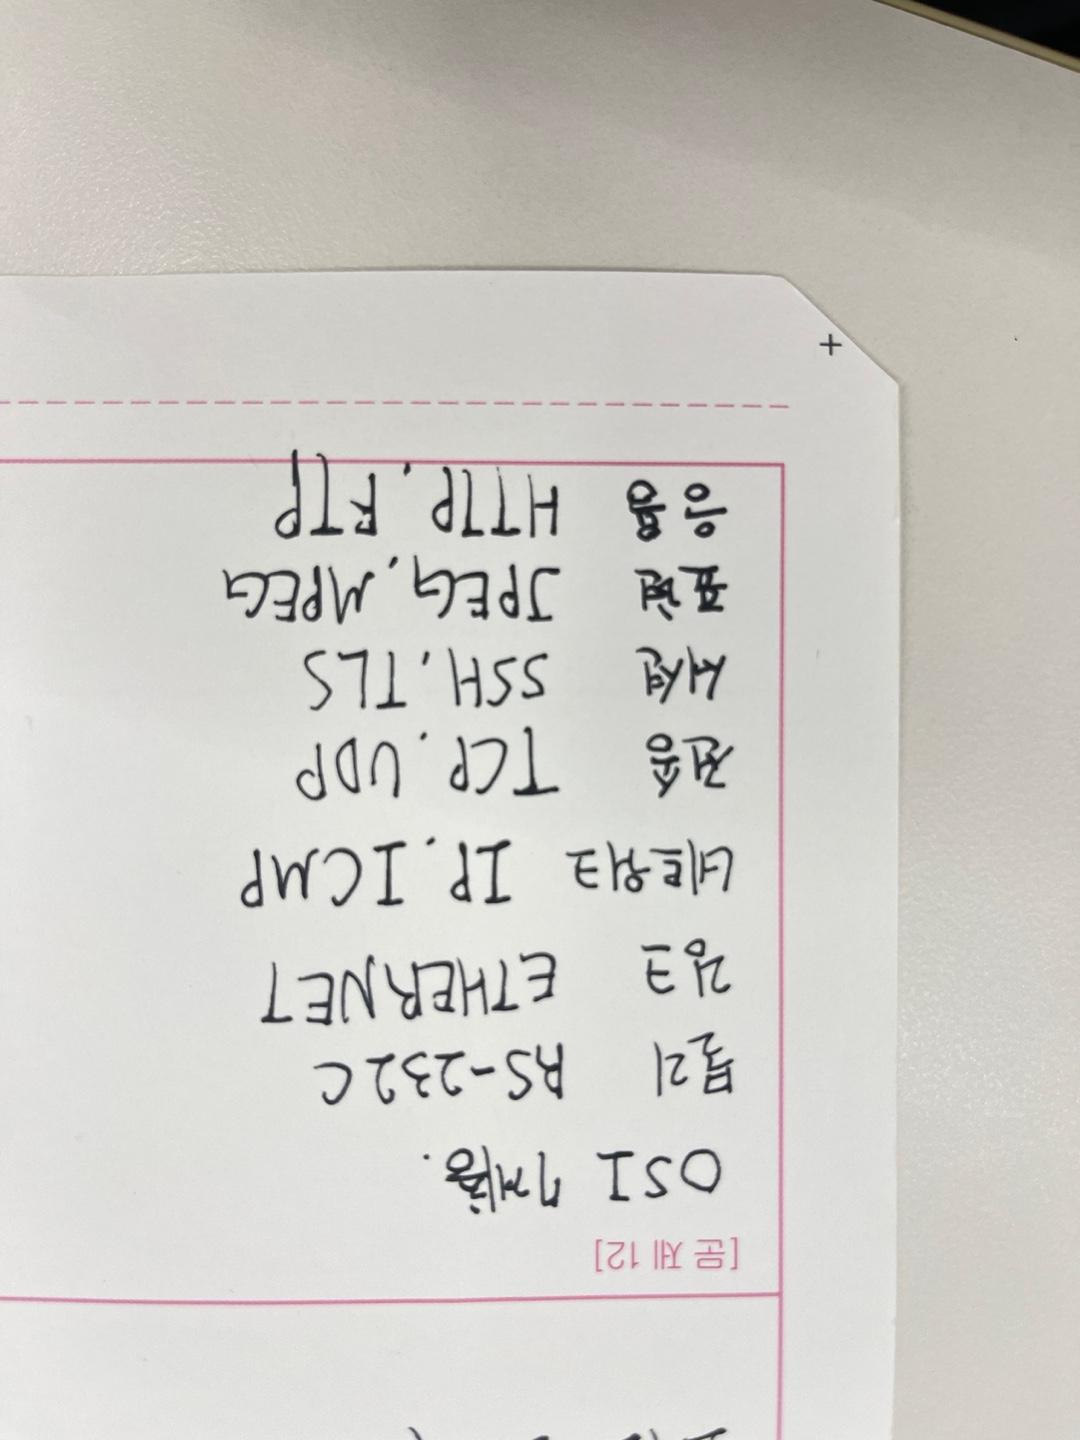 [문제 12]
OSI 7계층.
물리 RS-232C
링크 ETHERNET
네트워크 IP, ICMP
전송 TCP, UDP
세션 SSH, TLS
표현 JPEG, MPEG
응용 HTTP, FTP
+